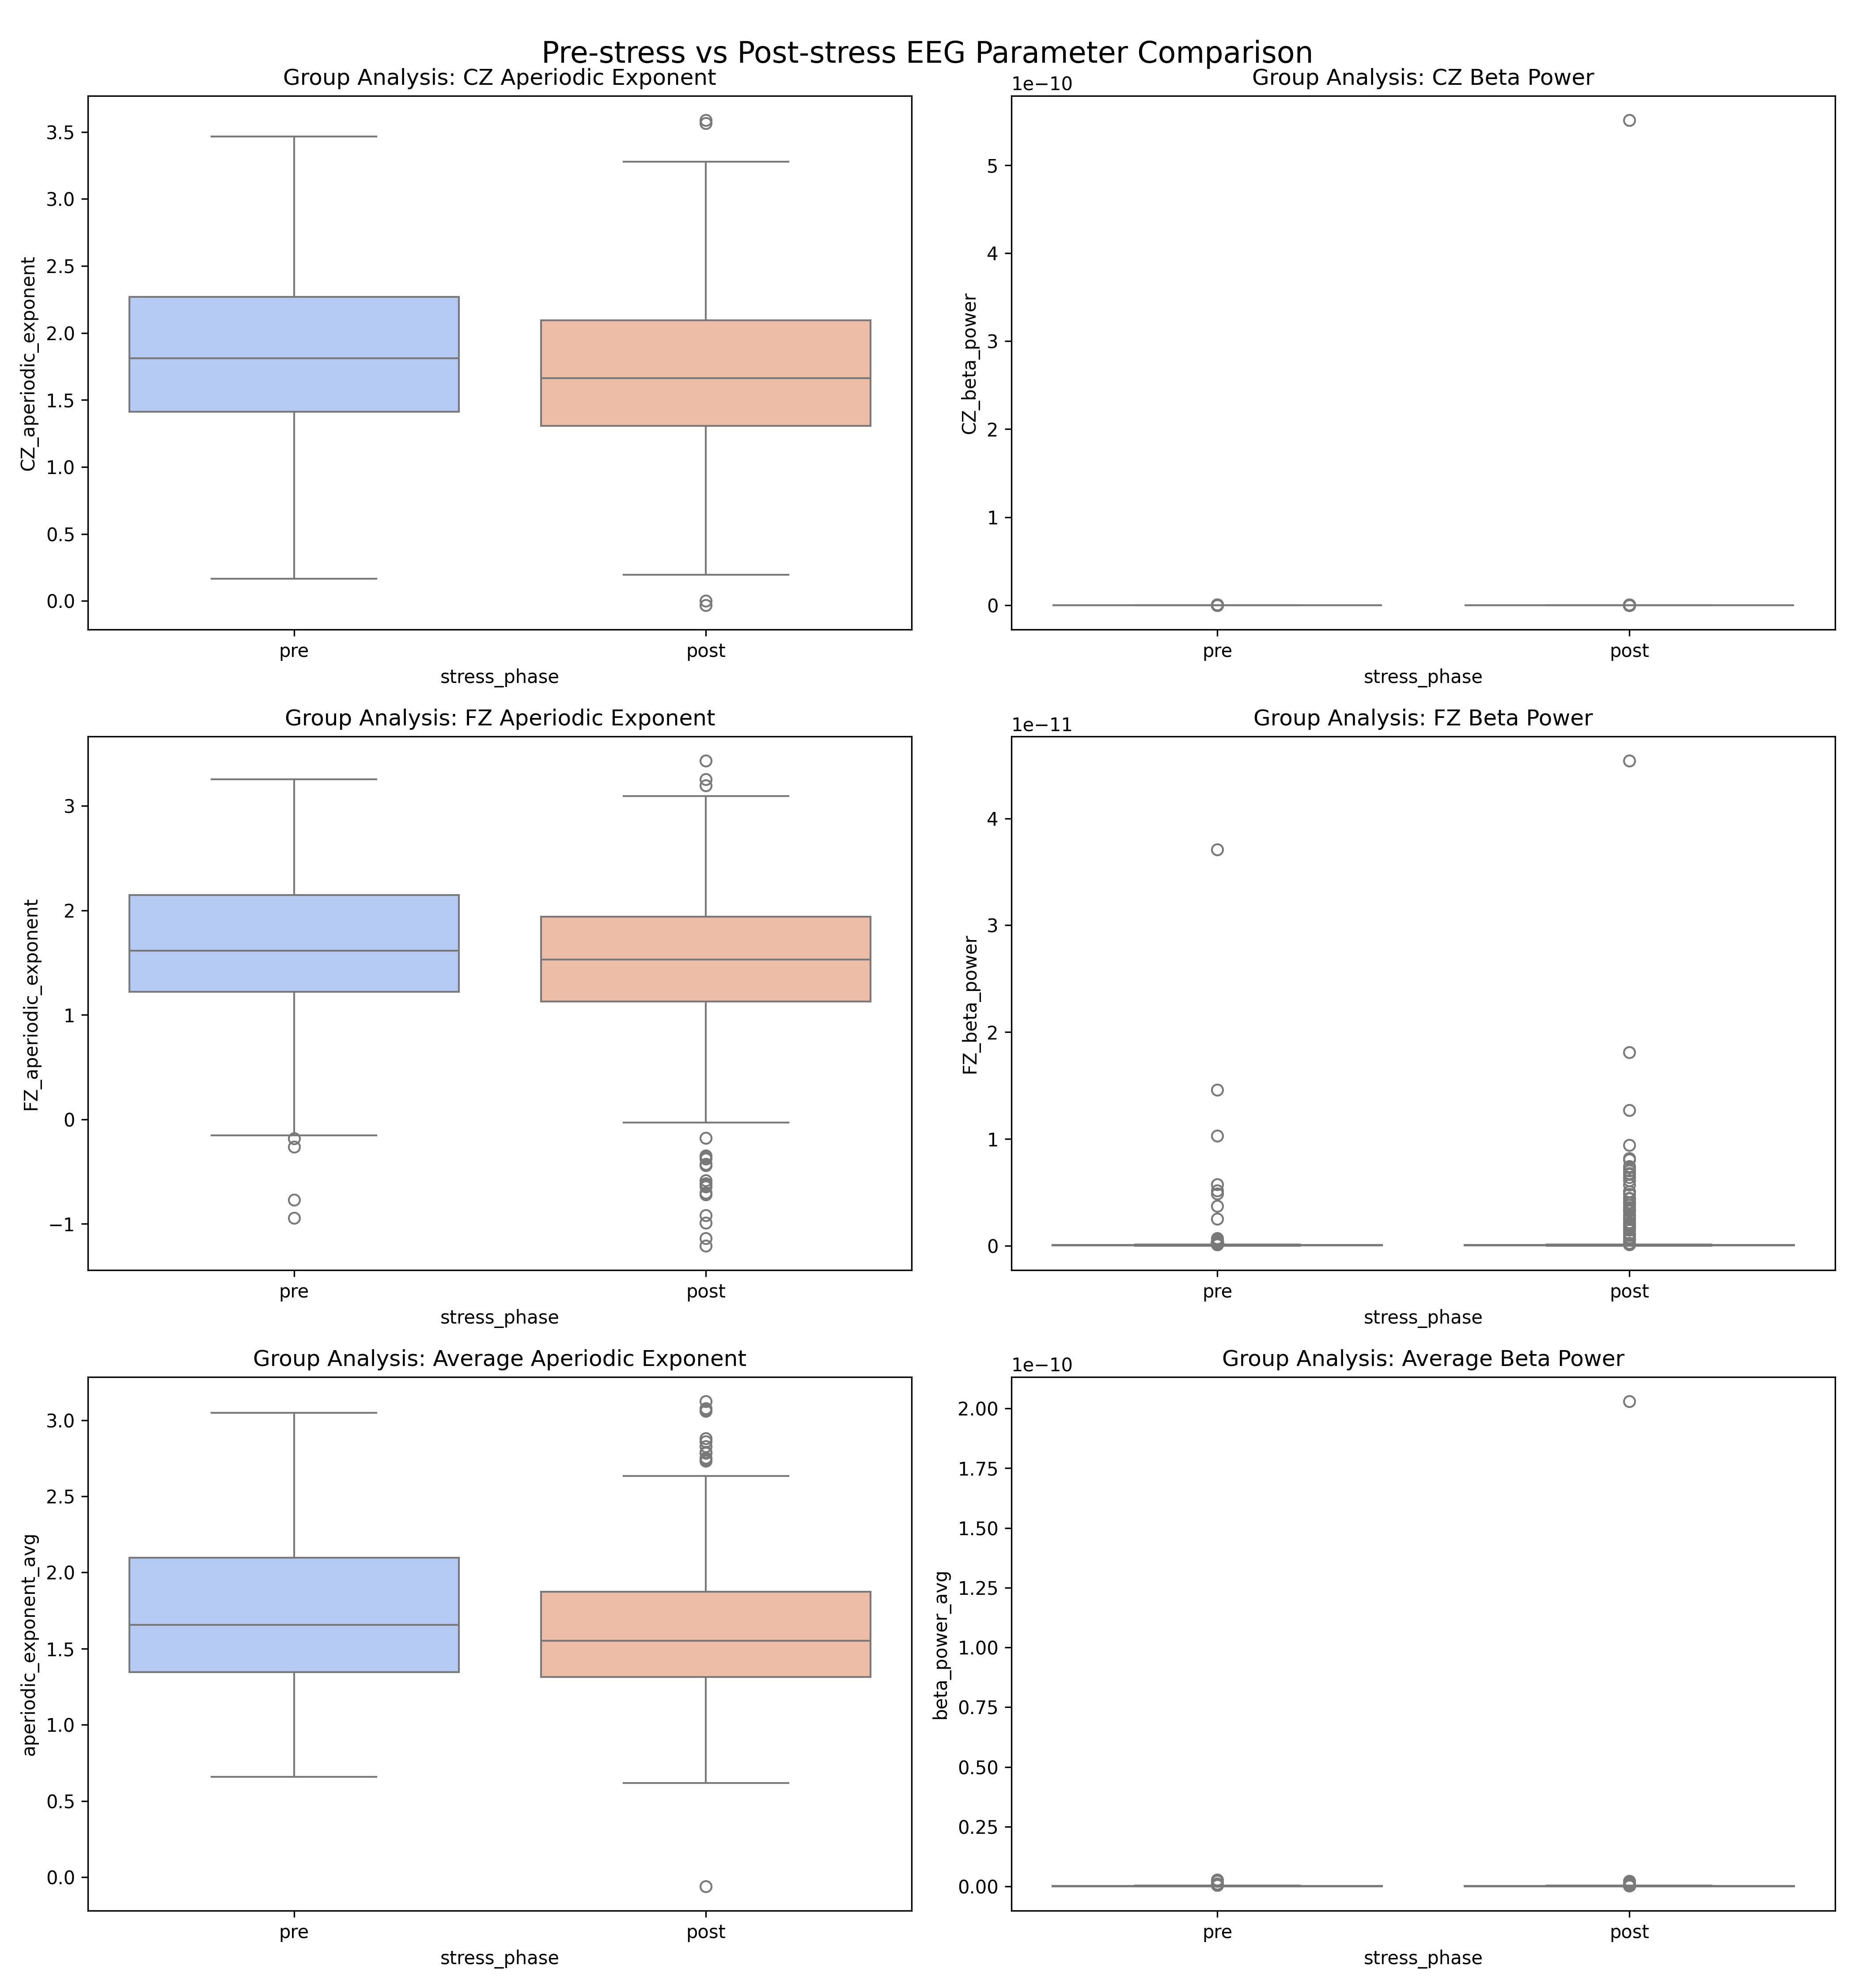 Pre-stress vs Post-stress EEG Parameter Comparison
Group Analysis: CZ Aperiodic Exponent
CZ_aperiodic_exponent
3.5
3.0
2.5
2.0
1.5
1.0
0.5
0.0
pre
post
stress_phase
Group Analysis: CZ Beta Power
1e−10
CZ_beta_power
5
4
3
2
1
0
pre
post
stress_phase
Group Analysis: FZ Aperiodic Exponent
FZ_aperiodic_exponent
3
2
1
0
−1
pre
post
stress_phase
Group Analysis: FZ Beta Power
1e−11
FZ_beta_power
4
3
2
1
0
pre
post
stress_phase
Group Analysis: Average Aperiodic Exponent
aperiodic_exponent_avg
3.0
2.5
2.0
1.5
1.0
0.5
0.0
pre
post
stress_phase
Group Analysis: Average Beta Power
1e−10
beta_power_avg
2.00
1.75
1.50
1.25
1.00
0.75
0.50
0.25
0.00
pre
post
stress_phase